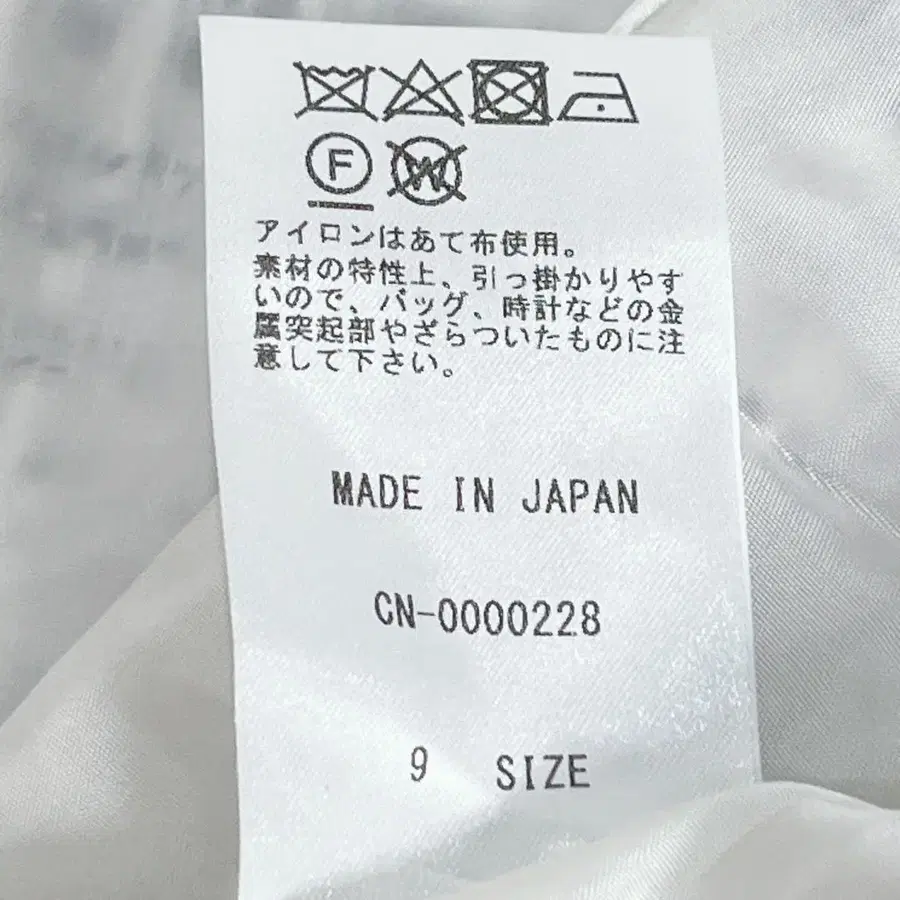 F W
アイロンはあて布使用。
素材の特性上、引っ掛かりやす
いので、バッグ、時計などの金
属突起部やざらついたものに注
意して下さい。
MADE IN JAPAN
CN-0000228
9 SIZE